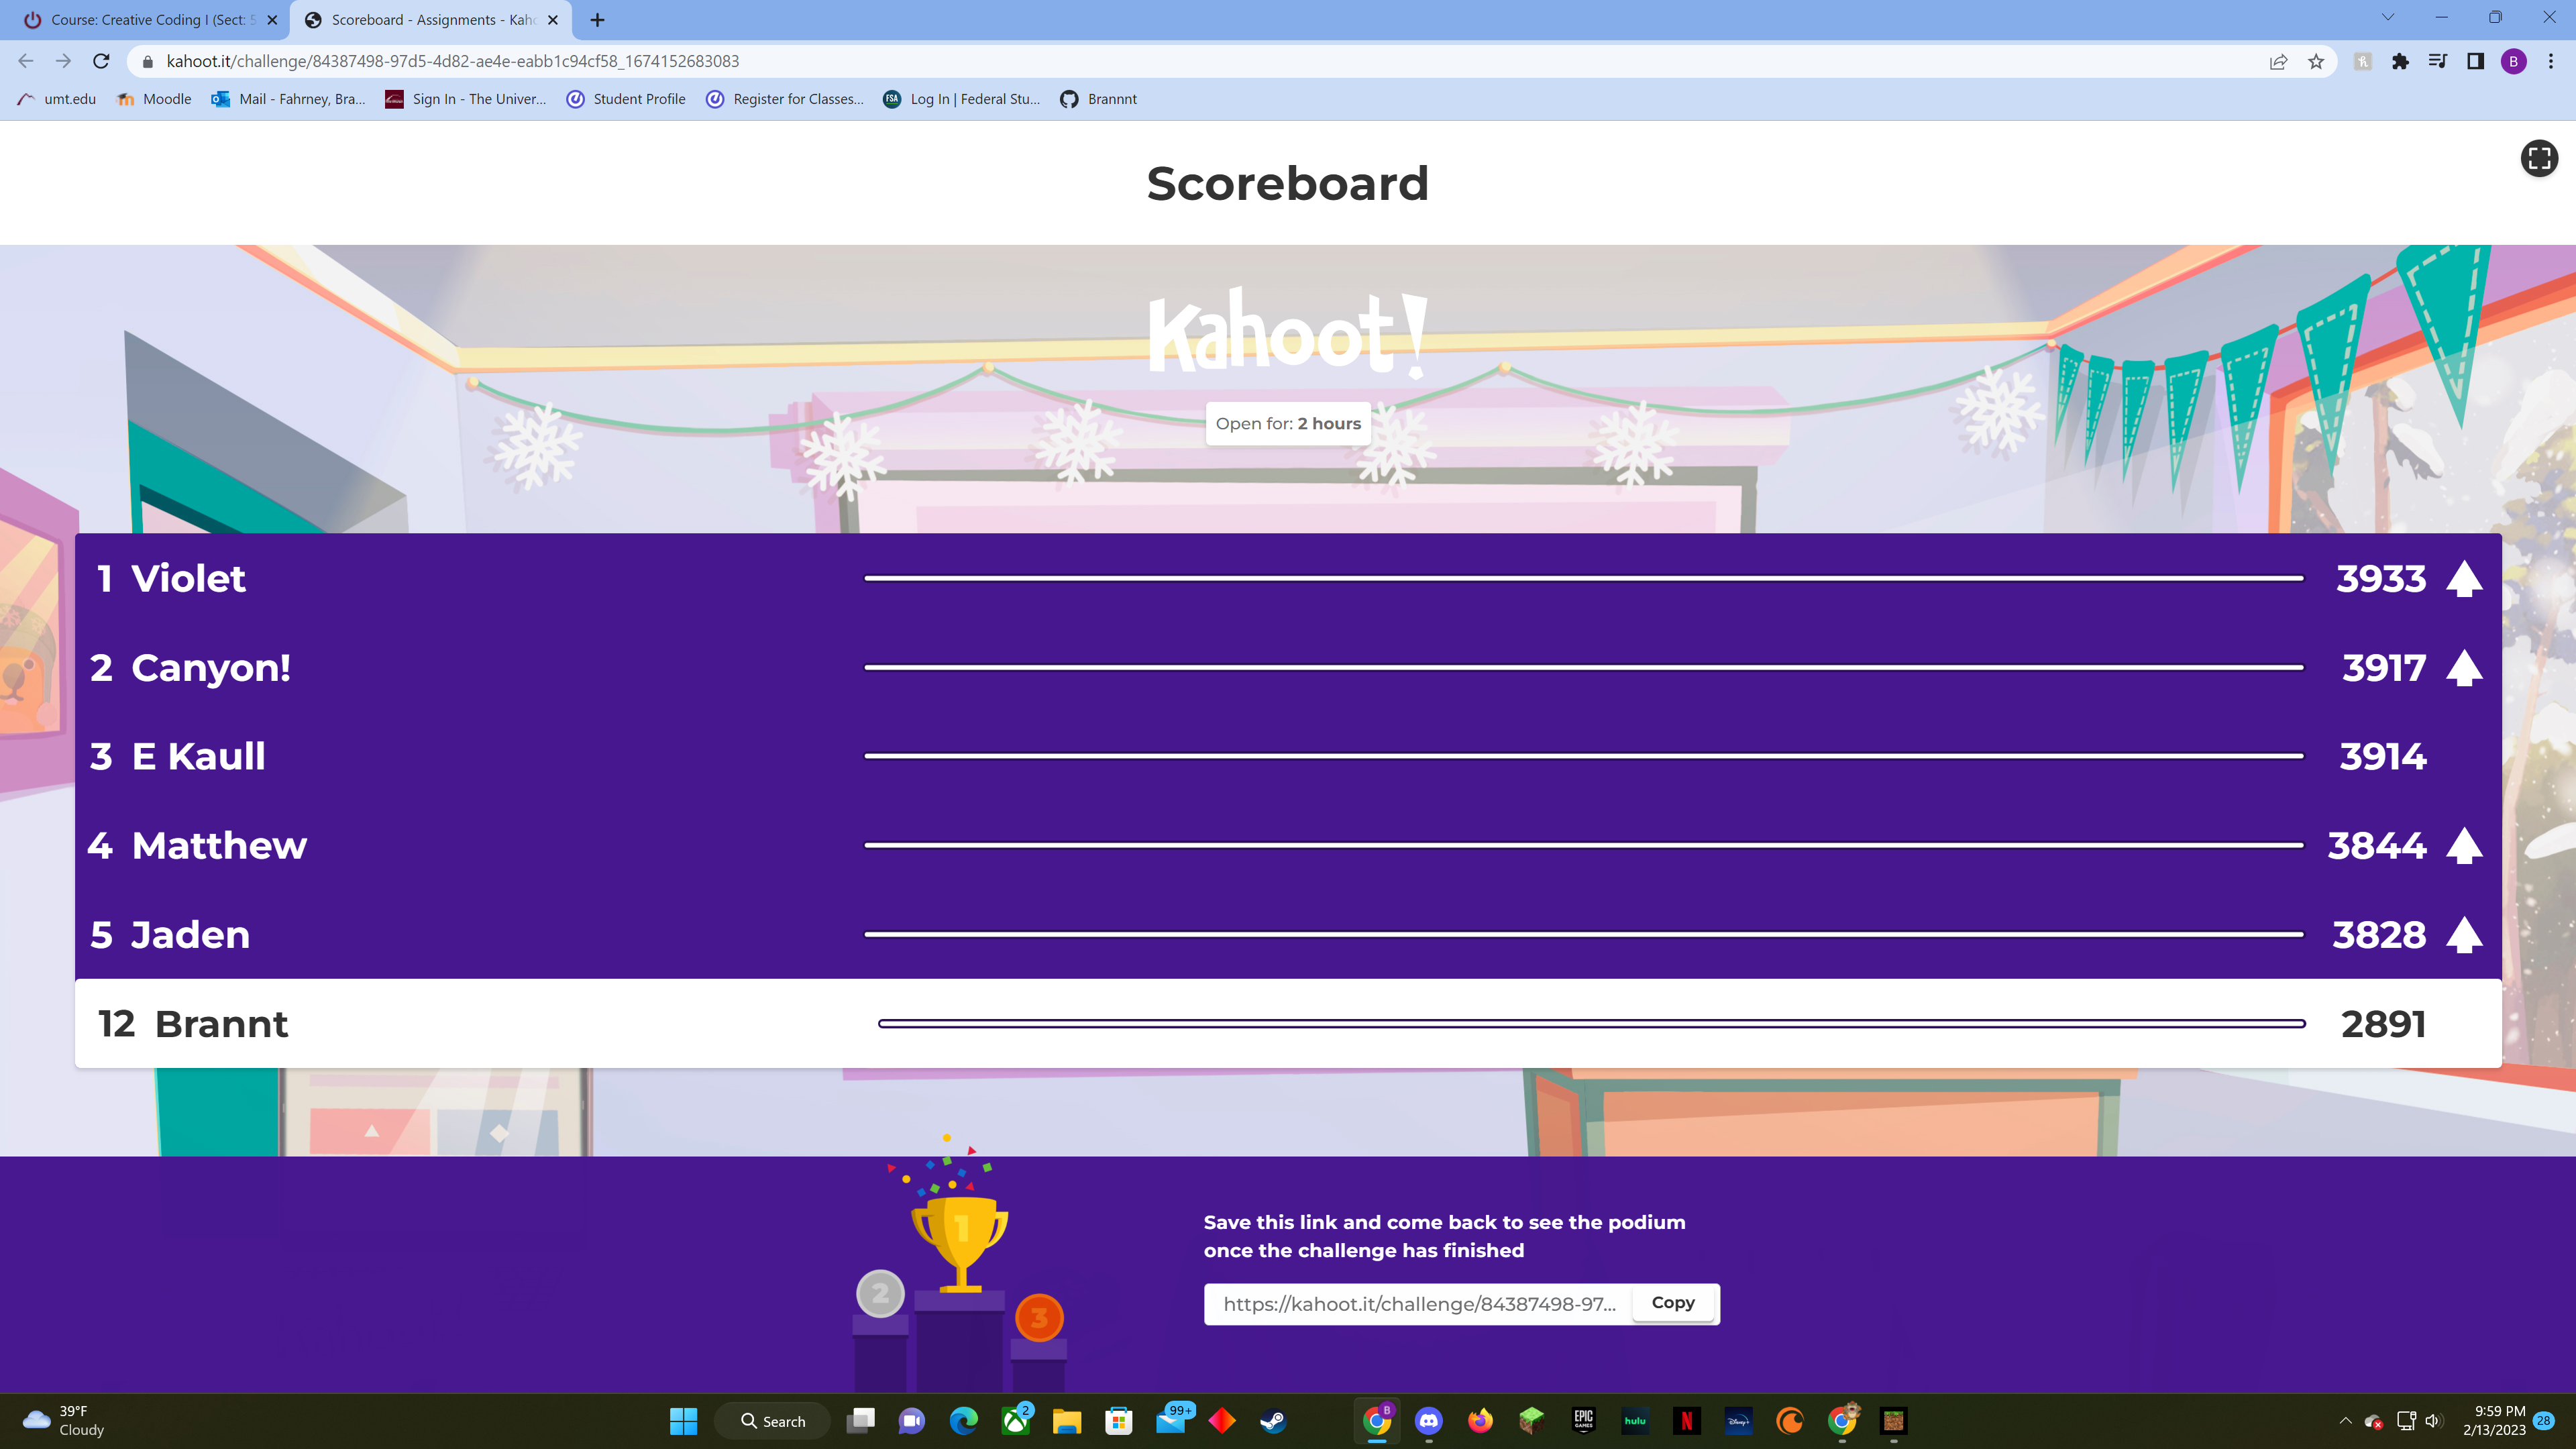 Course: Creative Coding I (Sect: 5
Scoreboard - Assignments - Kaho
kahoot.it/challenge/84387498-97d5-4d82-ae4e-eabb1c94cf58_1674152683083
B
umt.edu
Moodle
Mail - Fahrney, Bra...
Sign In - The Univer...
Student Profile
Register for Classes...
FSA
Log In | Federal Stu...
Brannnt
Scoreboard
Kahoot!
Open for: 2 hours
1 Violet 3933
2 Canyon! 3917
3 E Kaull 3914
4 Matthew 3844
5 Jaden 3828
12 Brannt 2891
1
2
3
Save this link and come back to see the podium
once the challenge has finished
https://kahoot.it/challenge/84387498-97...
Copy
39°F
Cloudy
Search
2
99+
B
EPIC
GAMES
hulu
N
Disney+
9:59 PM
2/13/2023
28